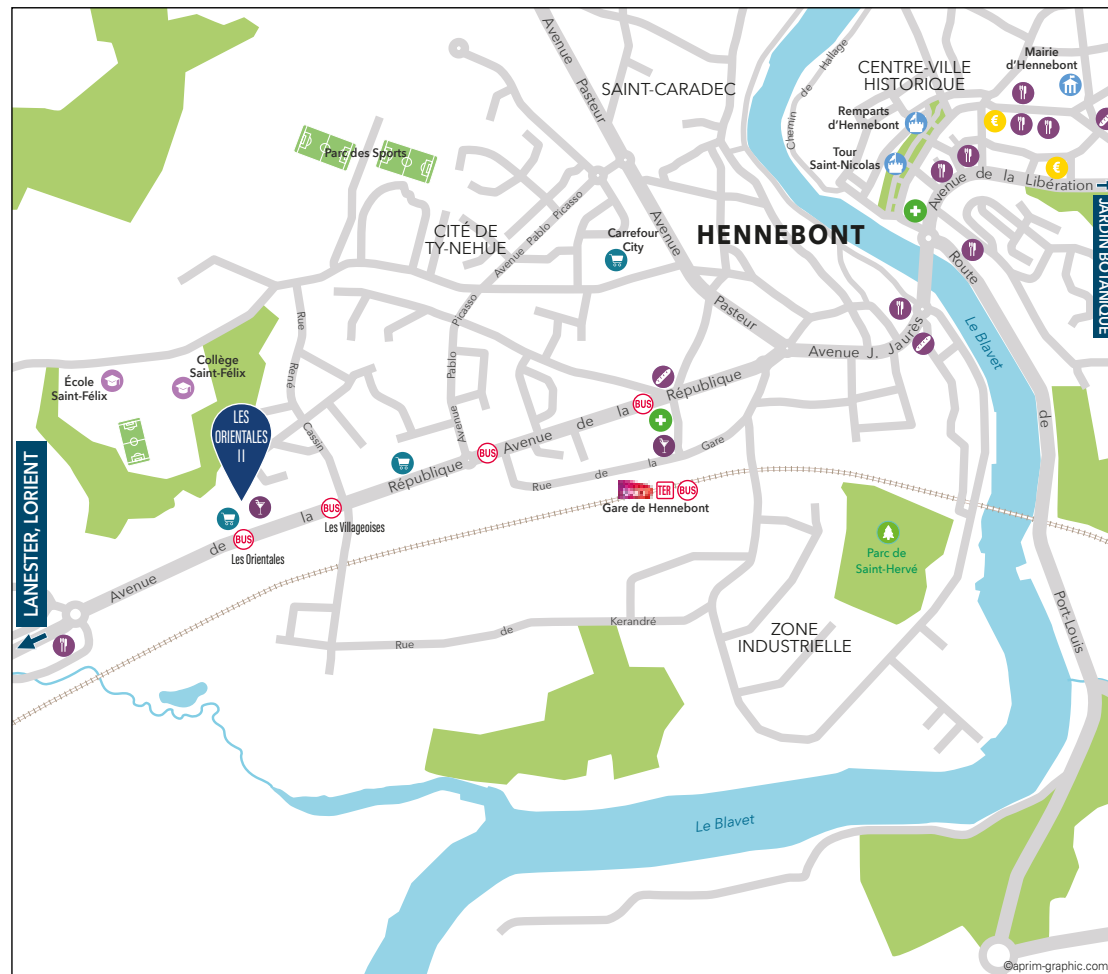 Avenue
Pasteur
SAINT-CARADEC
Chemin
de
Hallage
CENTRE-VILLE
HISTORIQUE
Mairie
d'Hennebont
Remparts
d'Hennebont
Tour
Saint-Nicolas
€
€
Avenue de la Libération
JARDIN BOTANIQUE
Parc des Sports
CITÉ DE
TY-NEHUE
Avenue Pablo Picasso
Carrefour
City
Avenue
Pasteur
HENNEBONT
Route
de
Port-Louis
Le Blavet
Avenue J. Jaurès
Picasso
Pablo
Avenue
Rue
René
Cassin
École
Saint-Félix
Collège
Saint-Félix
LES
ORIENTALES
II
LANESTER, LORIENT
Avenue de la République
Avenue de la République
BUS
BUS
BUS
Les Villageoises
BUS
Les Orientales
Rue de la Gare
TER
BUS
Gare de Hennebont
Parc de
Saint-Hervé
Rue de Kerandré
ZONE
INDUSTRIELLE
Le Blavet
©aprim-graphic.com